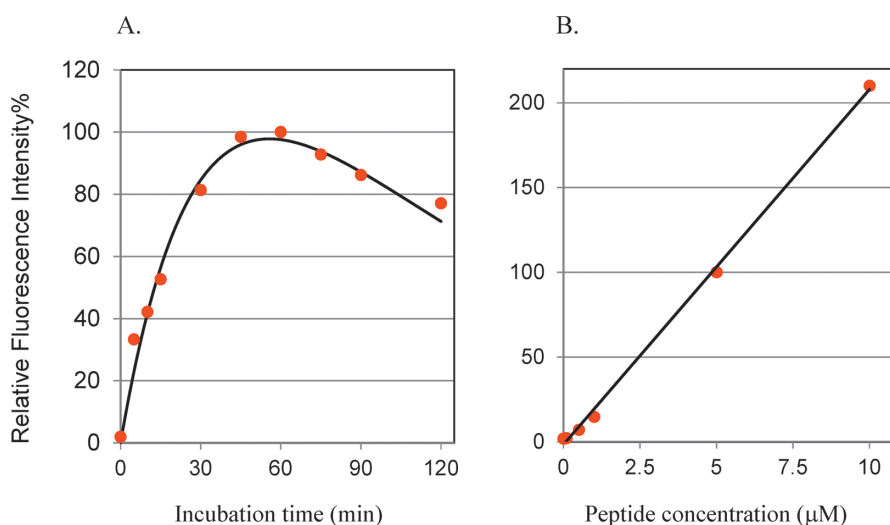 A.
B.
Relative Fluorescence Intensity%
120
100
80
60
40
20
0
0 30 60 90 120
Incubation time (min)
200
150
100
50
0
0 2.5 5 7.5 10
Peptide concentration (μM)